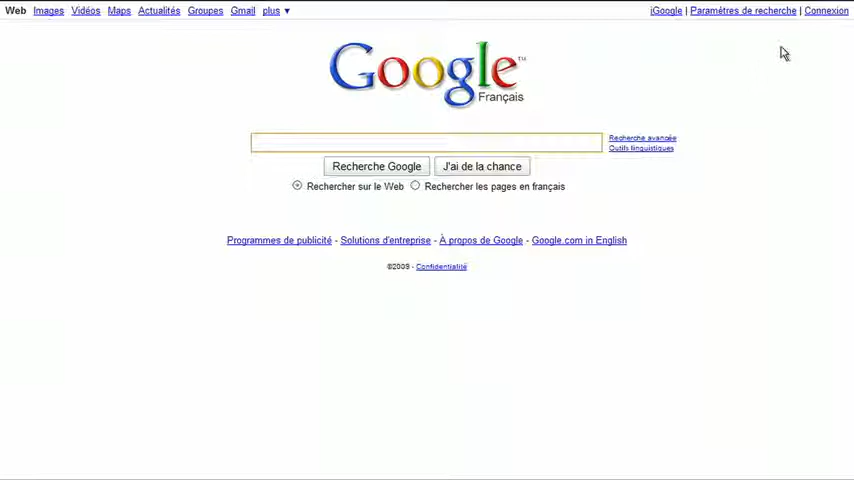 Web Images Vidéos Maps Actualités Groupes Gmail plus ▼ iGoogle | Paramètres de recherche | Connexion
Google™
Français
Recherche avancée
Outils linguistiques
Recherche Google J'ai de la chance
Rechercher sur le Web Rechercher les pages en français
Programmes de publicité - Solutions d'entreprise - À propos de Google - Google.com in English
©2009 - Confidentialité